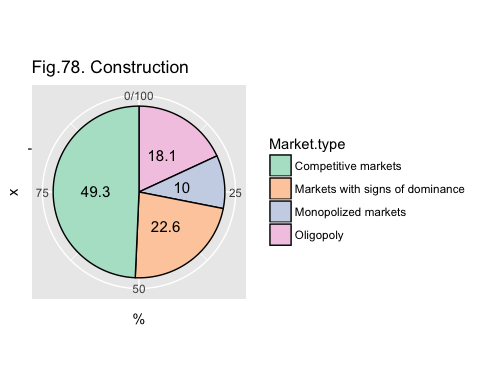 Fig.78. Construction
0/100
18.1
Market.type
Competitive markets
Markets with signs of dominance
Monopolized markets
Oligopoly
x
75
49.3
10
25
22.6
50
%